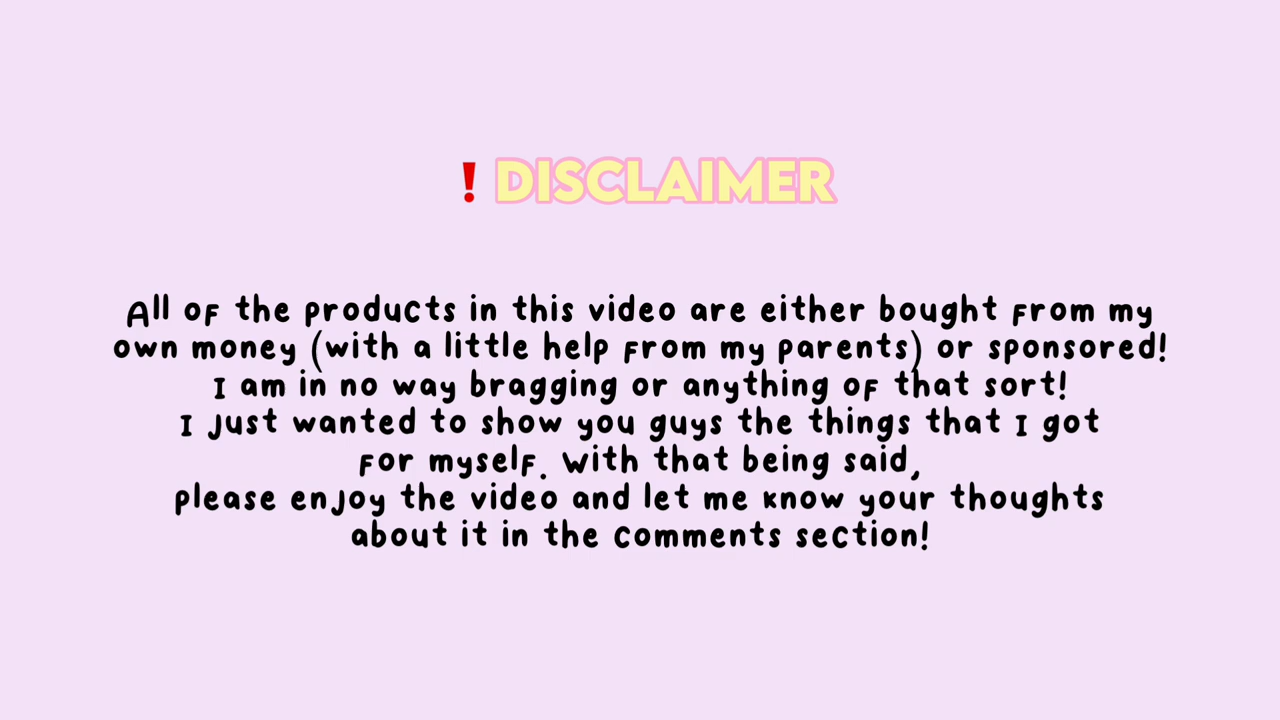 ❗DISCLAIMER
All of the products in this video are either bought from my
own money (with a little help from my parents) or sponsored!
I am in no way bragging or anything of that sort!
I just wanted to show you guys the things that I got
for myself. With that being said,
please enjoy the video and let me know your thoughts
about it in the comments section!